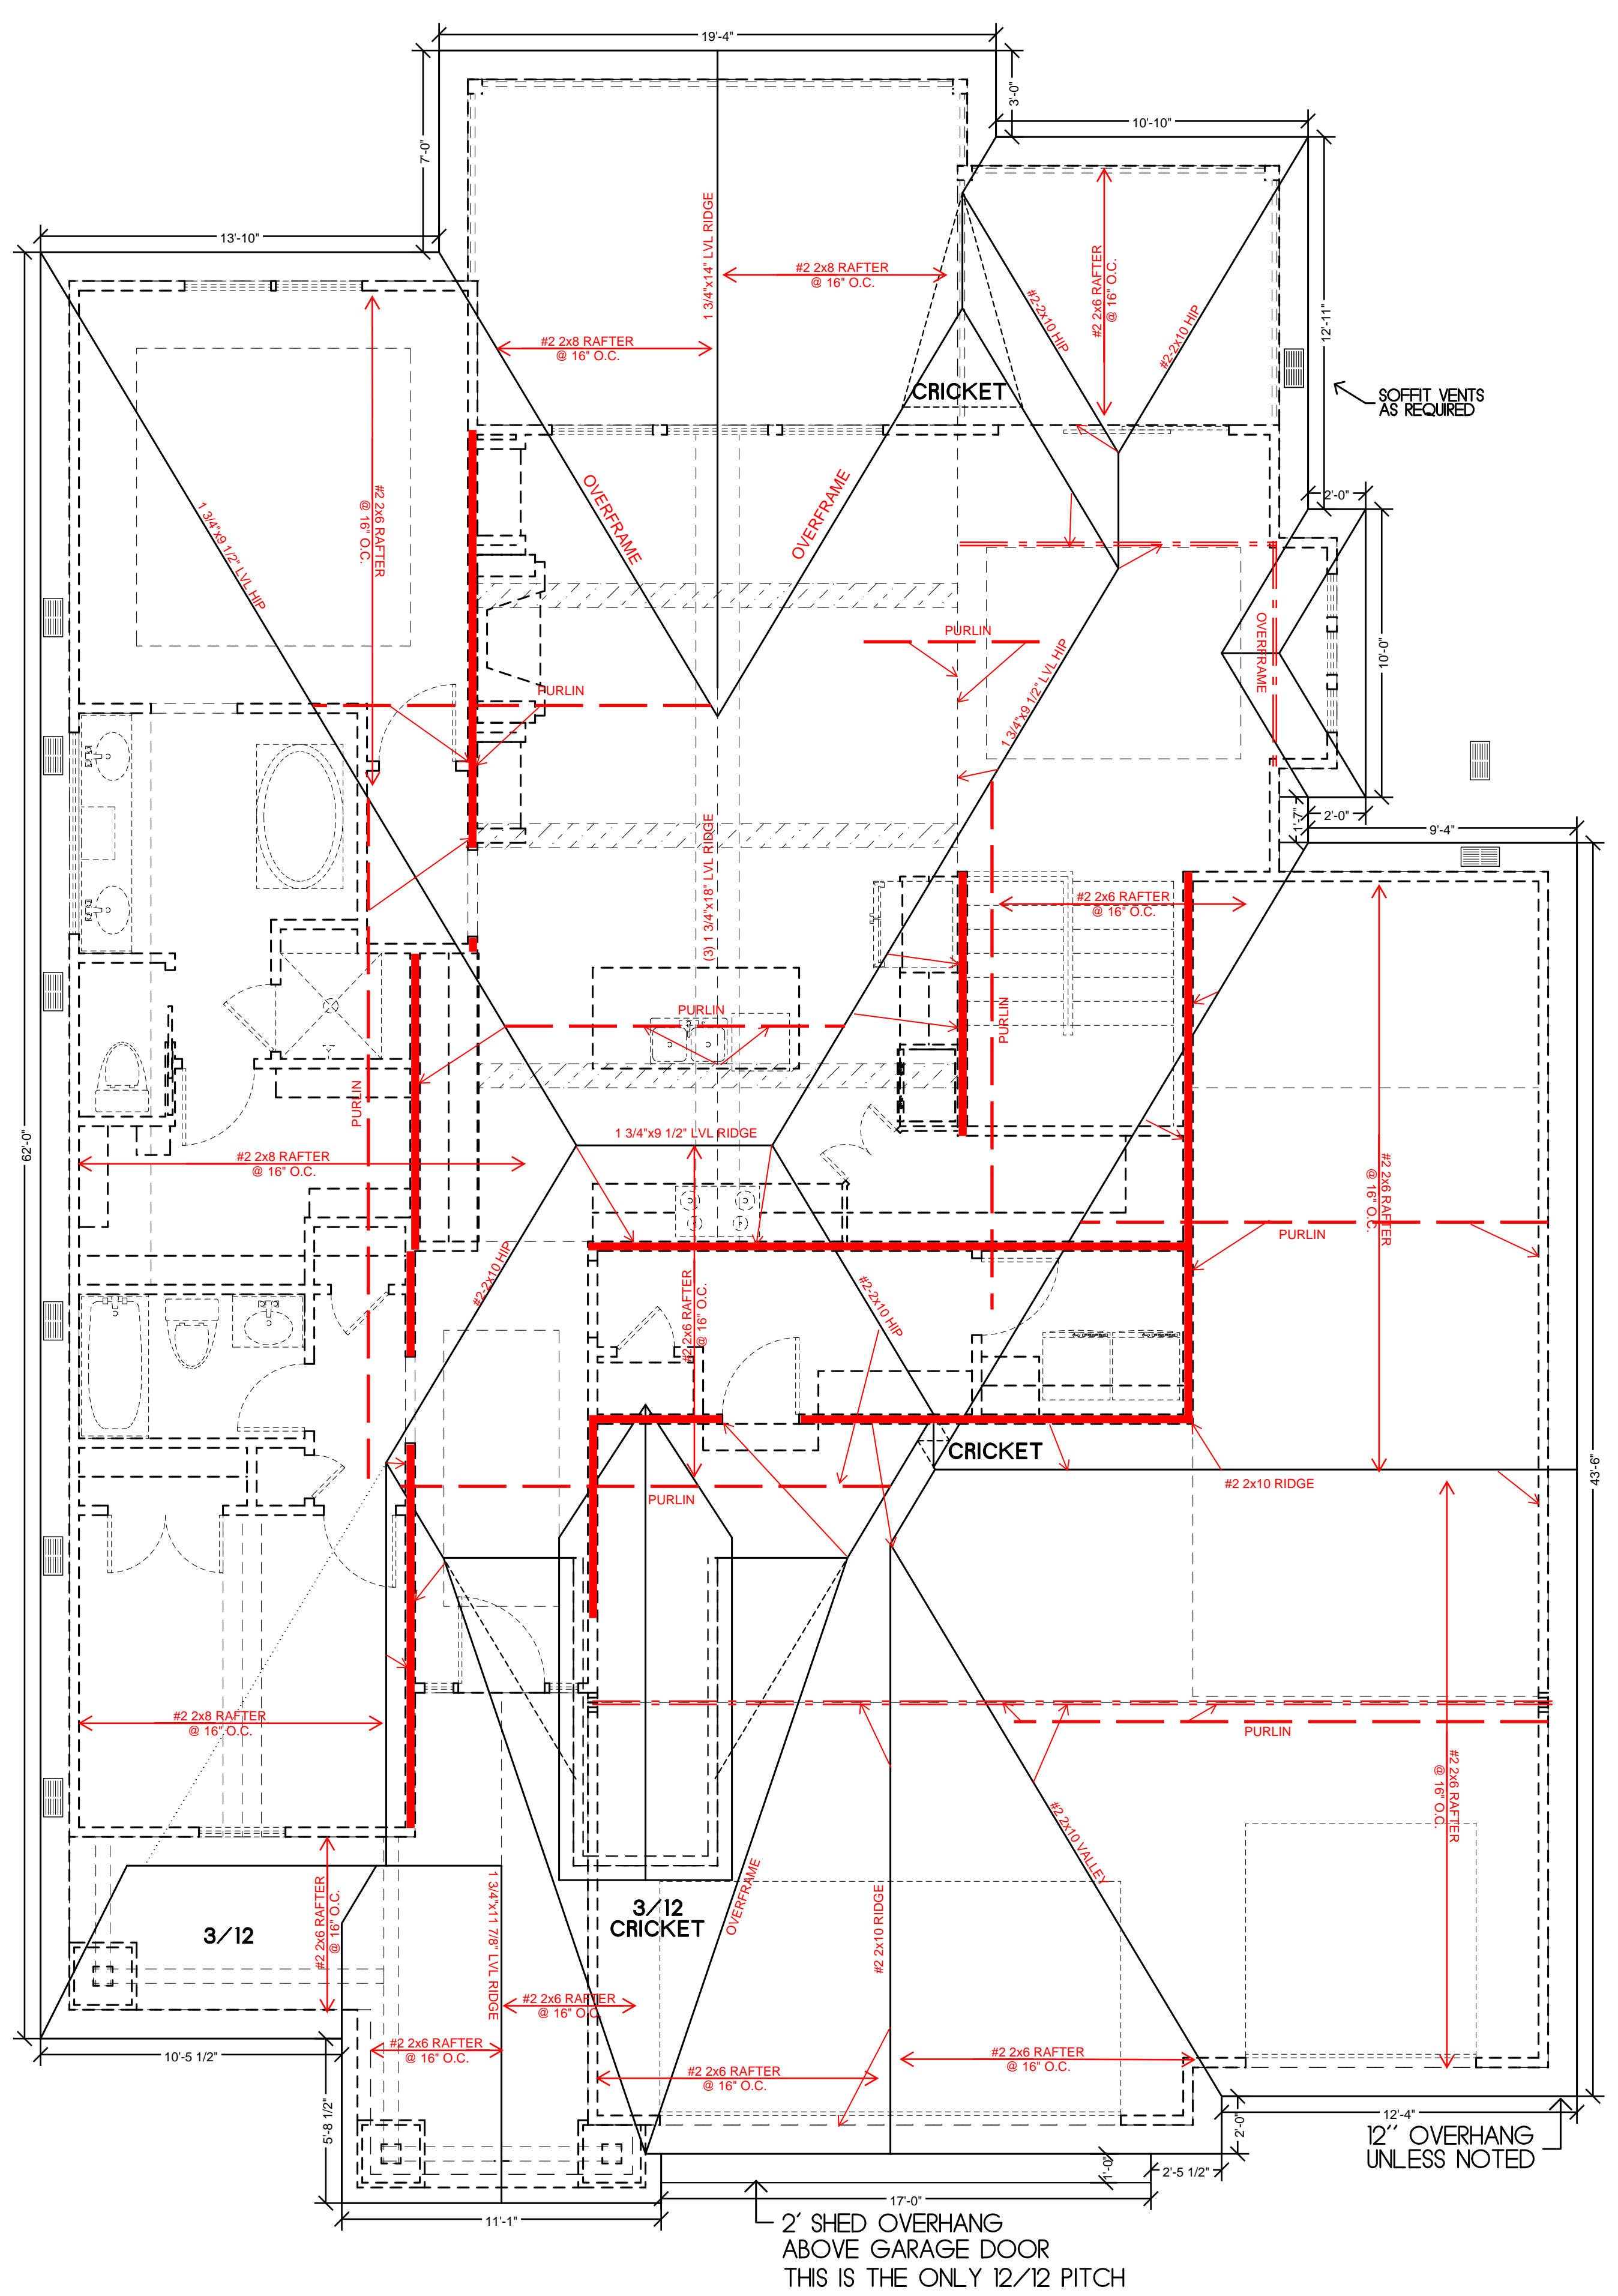 19'-4"
3'-0"
10'-10"
7'-0"
13'-10"
1 3/4"x14" LVL RIDGE
#2 2x8 RAFTER
@ 16" O.C.
#2 2x6 RAFTER
@ 16" O.C.
#2-2x10 HIP
#2-2x10 HIP
12'-11"
#2 2x8 RAFTER
@ 16" O.C.
CRICKET
SOFFIT VENTS
AS REQUIRED
#2 2x6 RAFTER
@ 16" O.C.
1 3/4"x9 1/2" LVL HIP
OVERFRAME
OVERFRAME
2'-0"
10'-0"
OVERFRAME
PURLIN
1 3/4"x9 1/2" LVL HIP
PURLIN
2'-0"
1'-7"
9'-4"
(3) 1 3/4"x18" LVL RIDGE
#2 2x6 RAFTER
@ 16" O.C.
PURLIN
PURLIN
PURLIN
62'-0"
1 3/4"x9 1/2" LVL RIDGE
#2 2x8 RAFTER
@ 16" O.C.
#2 2x6 RAFTER
@ 16" O.C.
PURLIN
#2-2x10 HIP
#2 2x6 RAFTER
@ 16" O.C.
#2-2x10 HIP
CRICKET
#2 2x10 RIDGE
43'-6"
PURLIN
#2 2x8 RAFTER
@ 16" O.C.
PURLIN
#2 2x6 RAFTER
@ 16" O.C.
#2 2x10 VALLEY
3/12
#2 2x6 RAFTER
@ 16" O.C.
1 3/4"x11 7/8" LVL RIDGE
3/12
CRICKET
OVERFRAME
#2 2x10 RIDGE
#2 2x6 RAFTER
@ 16" O.C.
#2 2x6 RAFTER
@ 16" O.C.
#2 2x6 RAFTER
@ 16" O.C.
#2 2x6 RAFTER
@ 16" O.C.
10'-5 1/2"
5'-8 1/2"
12'-4"
2'-0"
12" OVERHANG
UNLESS NOTED
1'-0"
2'-5 1/2"
17'-0"
11'-1"
2' SHED OVERHANG
ABOVE GARAGE DOOR
THIS IS THE ONLY 12/12 PITCH